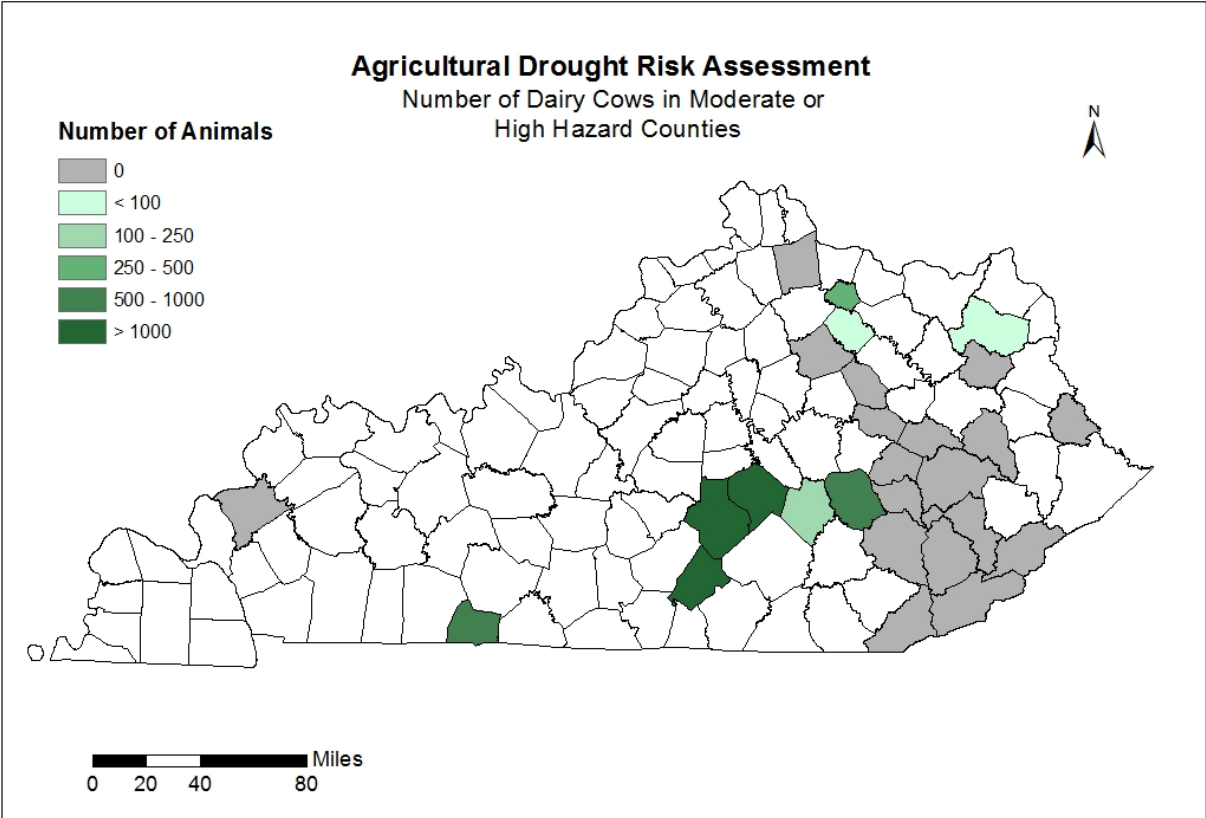 Agricultural Drought Risk Assessment
Number of Dairy Cows in Moderate or
High Hazard Counties
N
Number of Animals
0
< 100
100 - 250
250 - 500
500 - 1000
> 1000
Miles
0 20 40 80